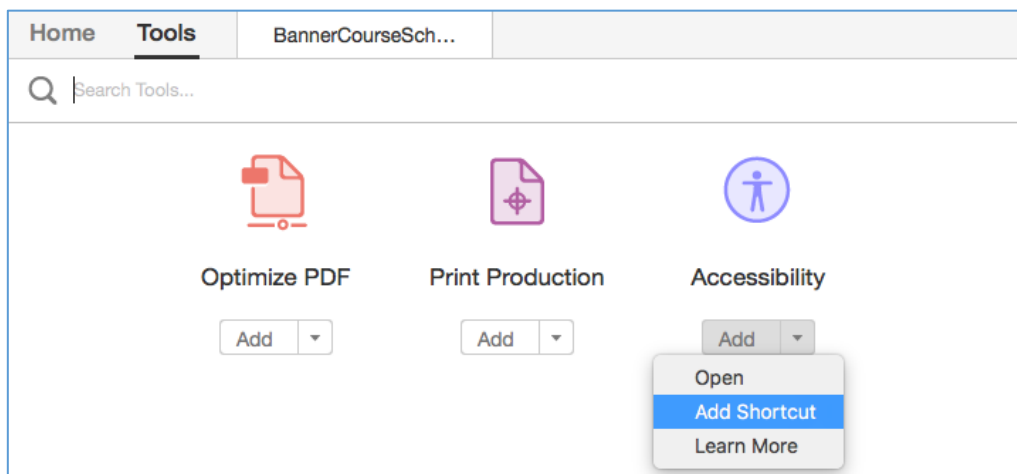 Home Tools BannerCourseSch...
Search Tools...
Optimize PDF Print Production Accessibility
Add Add Add
Open
Add Shortcut
Learn More